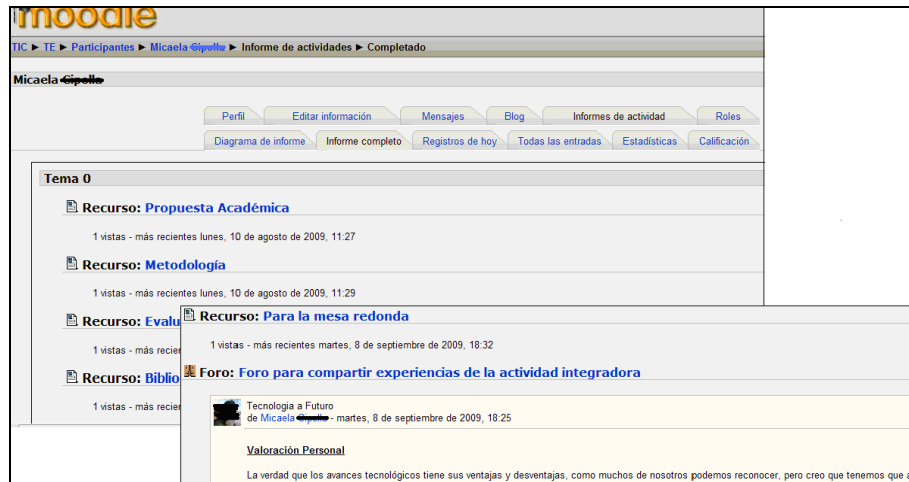 moodle
TIC ► TE ► Participantes ► Micaela ► Informe de actividades ► Completado
Micaela
Perfil Editar información Mensajes Blog Informes de actividad Roles
Diagrama de informe Informe completo Registros de hoy Todas las entradas Estadísticas Calificación
Tema 0
Recurso: Propuesta Académica
1 vistas - más recientes lunes, 10 de agosto de 2009, 11:27
Recurso: Metodología
1 vistas - más recientes lunes, 10 de agosto de 2009, 11:29
Recurso: Evalu
1 vistas - más recier
Recurso: Biblio
1 vistas - más recier
Recurso: Para la mesa redonda
1 vistas - más recientes martes, 8 de septiembre de 2009, 18:32
Foro: Foro para compartir experiencias de la actividad integradora
Tecnologia a Futuro
de Micaela - martes, 8 de septiembre de 2009, 18:25
Valoración Personal
La verdad que los avances tecnológicos tiene sus ventajas y desventajas, como muchos de nosotros podemos reconocer, pero creo que tenemos que a